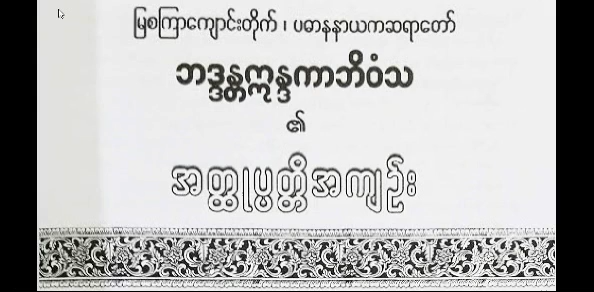 မြစကြာကျောင်းတိုက် ၊ ပဓာနနာယကဆရာတော်
ဘဒ္ဒန္တဣန္ဒကာဘိဝံသ
၏
အတ္ထုပ္ပတ္တိအကျဉ်း